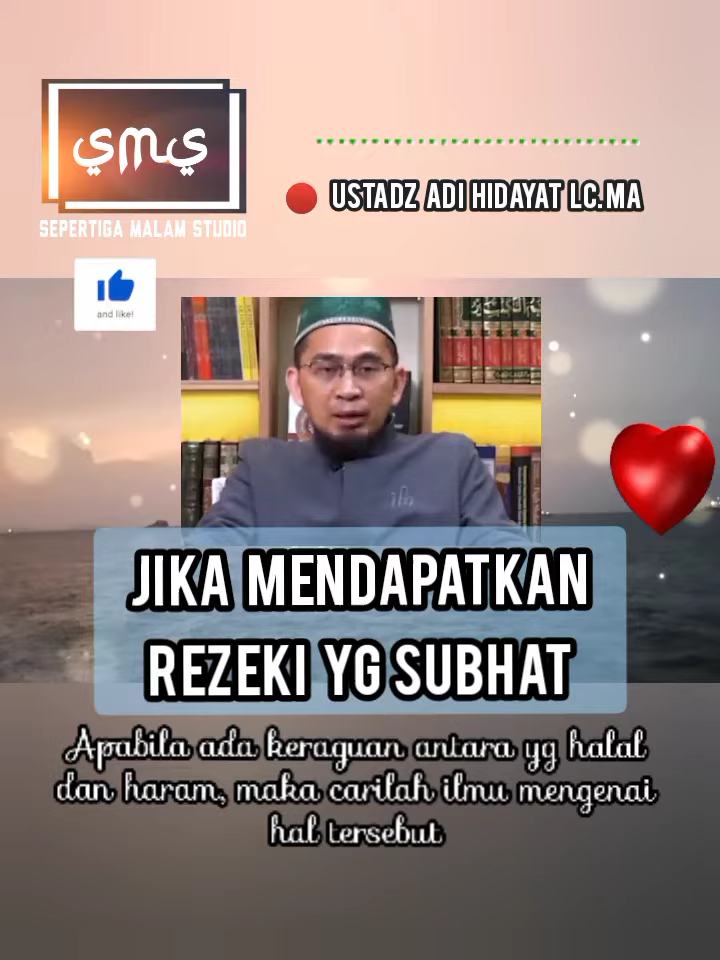 SMS
SEPERTIGA MALAM STUDIO
USTADZ ADI HIDAYAT LC.MA
and like!
JIKA MENDAPATKAN
REZEKI YG SUBHAT
Apabila ada keraguan antara yg halal
dan haram, maka carilah ilmu mengenai
hal tersebut